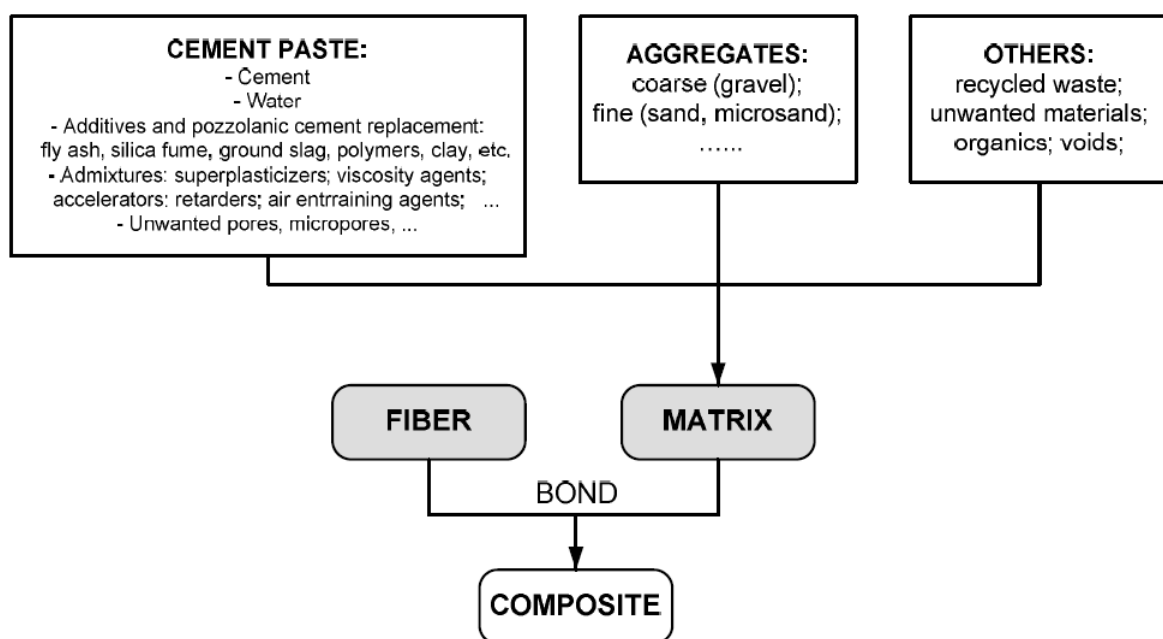 CEMENT PASTE:
- Cement
- Water
- Additives and pozzolanic cement replacement:
fly ash, silica fume, ground slag, polymers, clay, etc.
- Admixtures: superplasticizers; viscosity agents;
accelerators: retarders; air entrraining agents; ...
- Unwanted pores, micropores, ...
AGGREGATES:
coarse (gravel);
fine (sand, microsand);
......
OTHERS:
recycled waste;
unwanted materials;
organics; voids;
FIBER
MATRIX
BOND
COMPOSITE